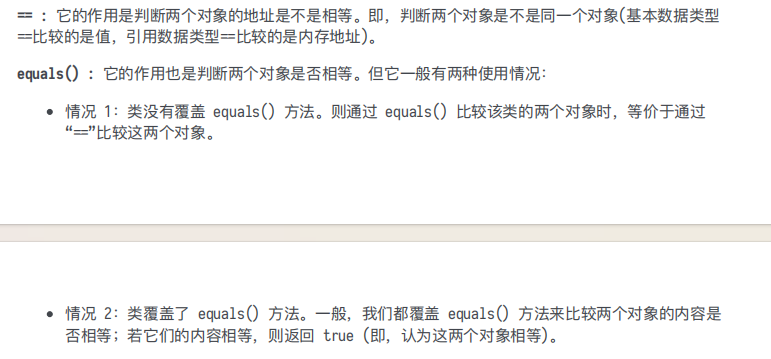 == : 它的作用是判断两个对象的地址是不是相等。即，判断两个对象是不是同一个对象(基本数据类型
==比较的是值，引用数据类型==比较的是内存地址)。
equals() : 它的作用也是判断两个对象是否相等。但它一般有两种使用情况：
• 情况 1：类没有覆盖 equals() 方法。则通过 equals() 比较该类的两个对象时，等价于通过
“==”比较这两个对象。
• 情况 2：类覆盖了 equals() 方法。一般，我们都覆盖 equals() 方法来比较两个对象的内容是
否相等；若它们的内容相等，则返回 true (即，认为这两个对象相等)。